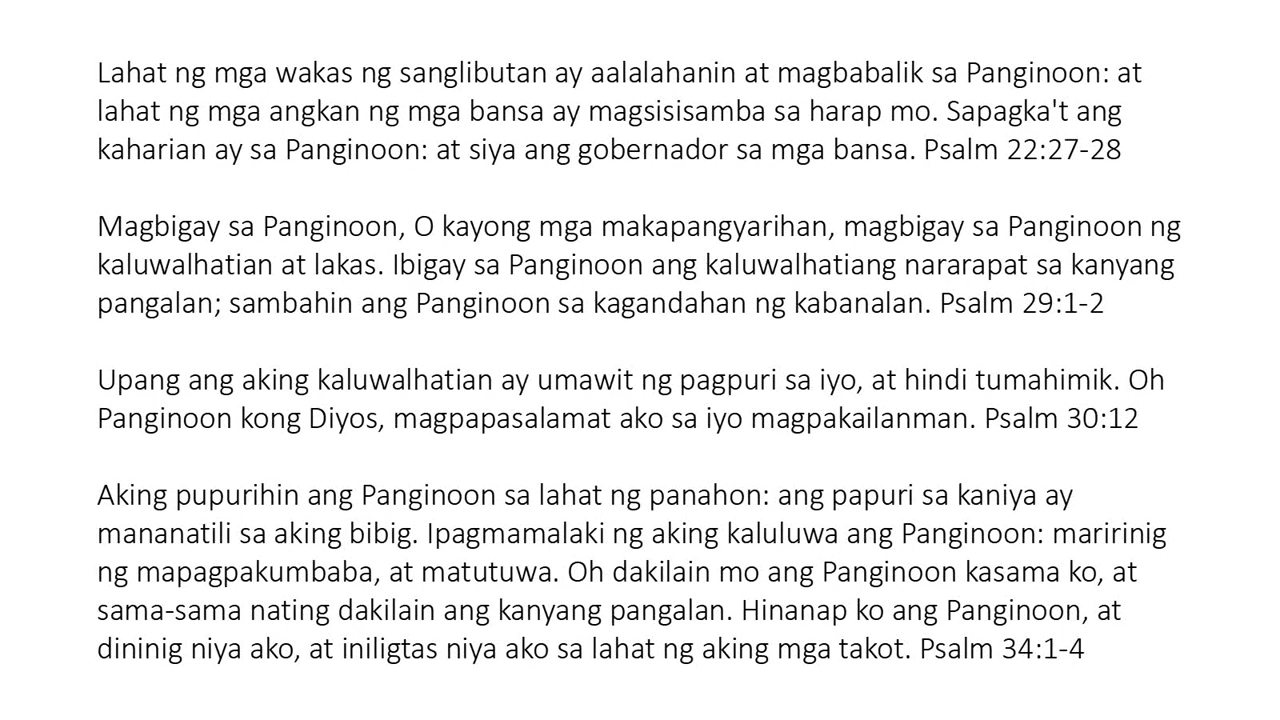 Lahat ng mga wakas ng sanglibutan ay aalalahanin at magbabalik sa Panginoon: at
lahat ng mga angkan ng mga bansa ay magsisisamba sa harap mo. Sapagka't ang
kaharian ay sa Panginoon: at siya ang gobernador sa mga bansa. Psalm 22:27-28
Magbigay sa Panginoon, O kayong mga makapangyarihan, magbigay sa Panginoon ng
kaluwalhatian at lakas. Ibigay sa Panginoon ang kaluwalhatiang nararapat sa kanyang
pangalan; sambahin ang Panginoon sa kagandahan ng kabanalan. Psalm 29:1-2
Upang ang aking kaluwalhatian ay umawit ng pagpuri sa iyo, at hindi tumahimik. Oh
Panginoon kong Diyos, magpapasalamat ako sa iyo magpakailanman. Psalm 30:12
Aking pupurihin ang Panginoon sa lahat ng panahon: ang papuri sa kaniya ay
mananatili sa aking bibig. Ipagmamalaki ng aking kaluluwa ang Panginoon: maririnig
ng mapagpakumbaba, at matutuwa. Oh dakilain mo ang Panginoon kasama ko, at
sama-sama nating dakilain ang kanyang pangalan. Hinanap ko ang Panginoon, at
dininig niya ako, at iniligtas niya ako sa lahat ng aking mga takot. Psalm 34:1-4